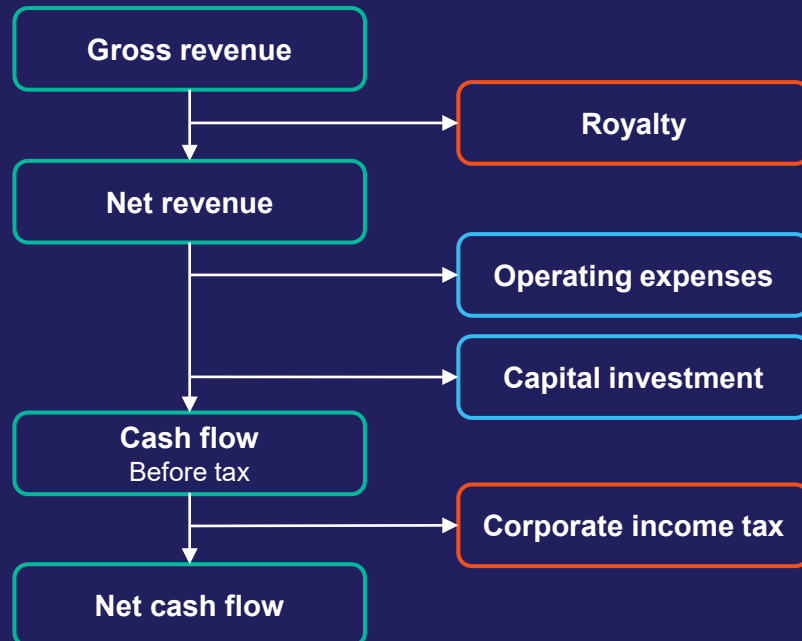 Gross revenue
Royalty
Net revenue
Operating expenses
Capital investment
Cash flow
Before tax
Corporate income tax
Net cash flow